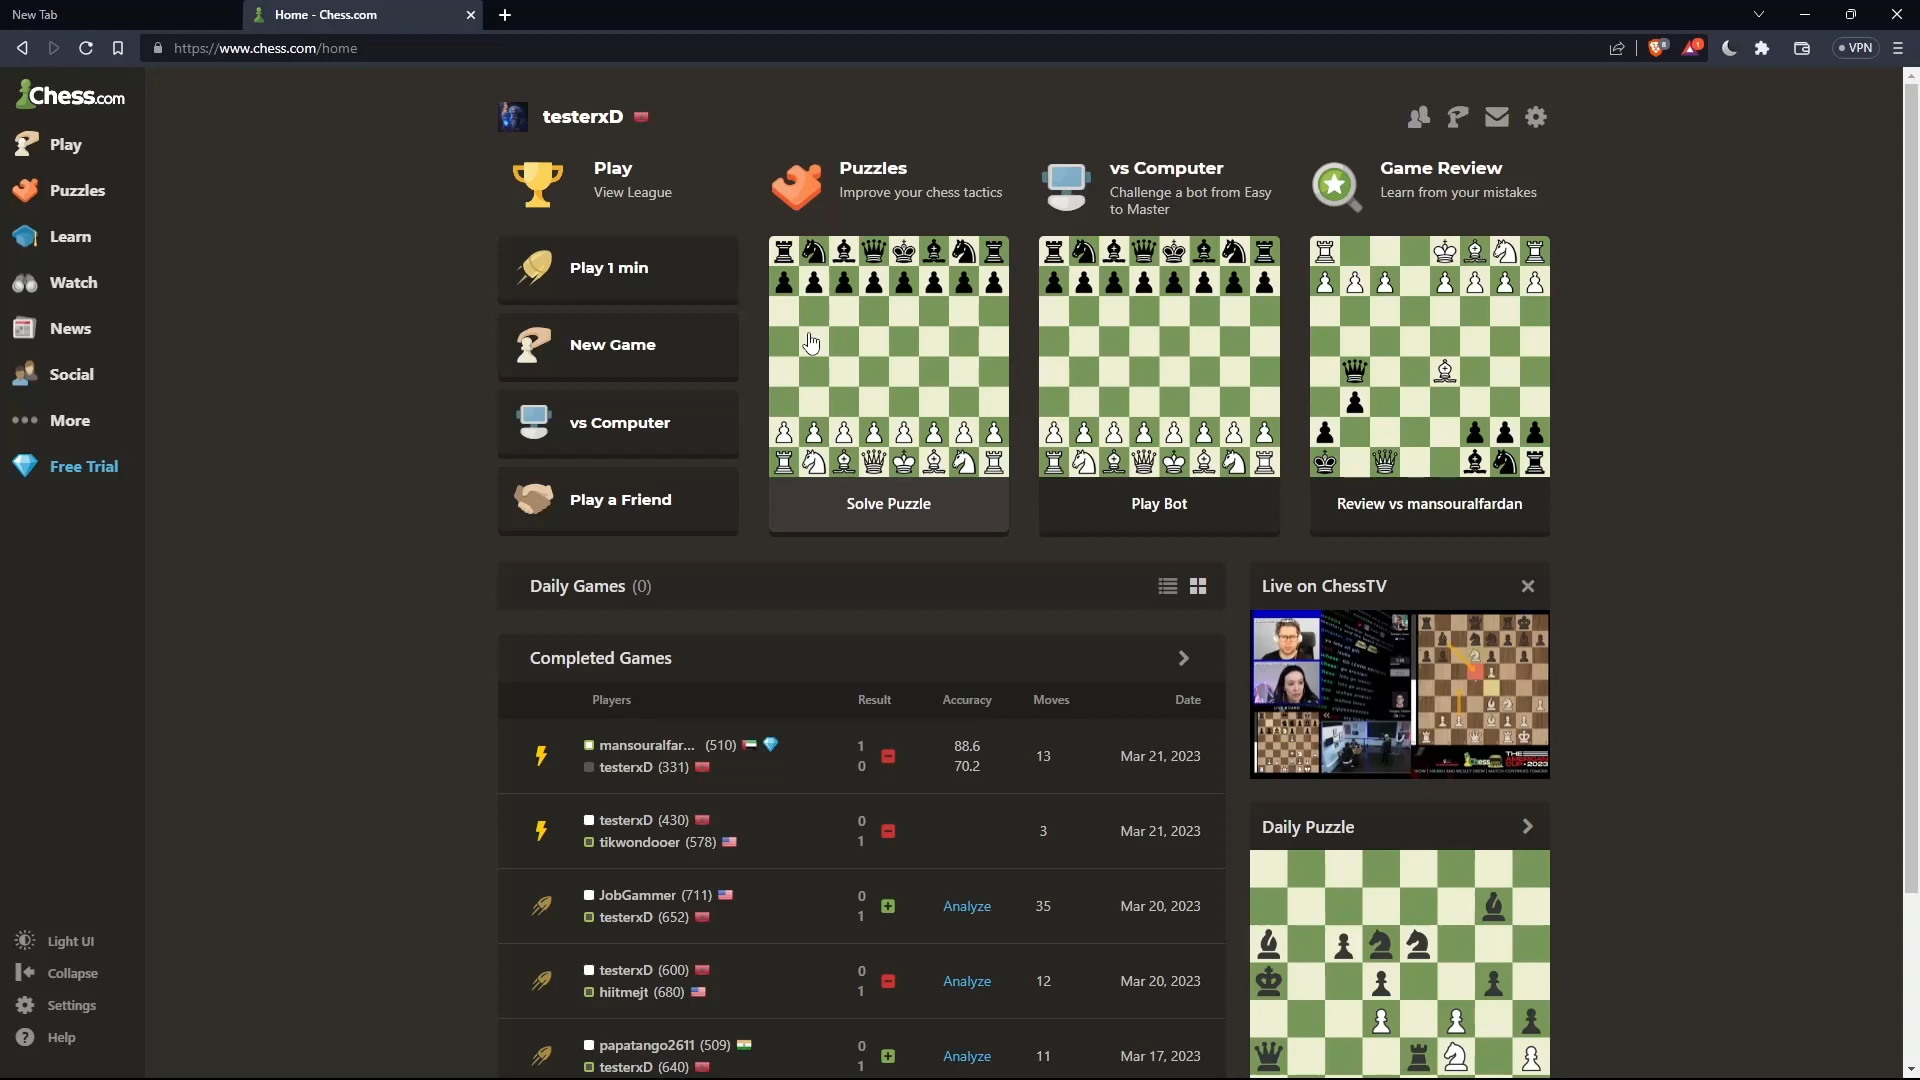 New Tab
Home - Chess.com
https://www.chess.com/home
8
1
VPN
Chess.com
Play
Puzzles
Learn
Watch
News
Social
More
Free Trial
Light UI
Collapse
Settings
Help
testerxD
Play
View League
Puzzles
Improve your chess tactics
vs Computer
Challenge a bot from Easy
to Master
Game Review
Learn from your mistakes
Play 1 min
New Game
vs Computer
Play a Friend
Solve Puzzle
Play Bot
Review vs mansouralfardan
Daily Games (0)
Live on ChessTV
Completed Games
Players Result Accuracy Moves Date
mansouralfar... (510) 1 88.6
testerxD (331) 0 70.2
13 Mar 21, 2023
testerxD (430) 0
tikwondooer (578) 1
3 Mar 21, 2023
JobGammer (711) 0
testerxD (652) 1
Analyze 35 Mar 20, 2023
testerxD (600) 0
hiitmejt (680) 1
Analyze 12 Mar 20, 2023
papatango2611 (509) 0
testerxD (640) 1
Analyze 11 Mar 17, 2023
Daily Puzzle